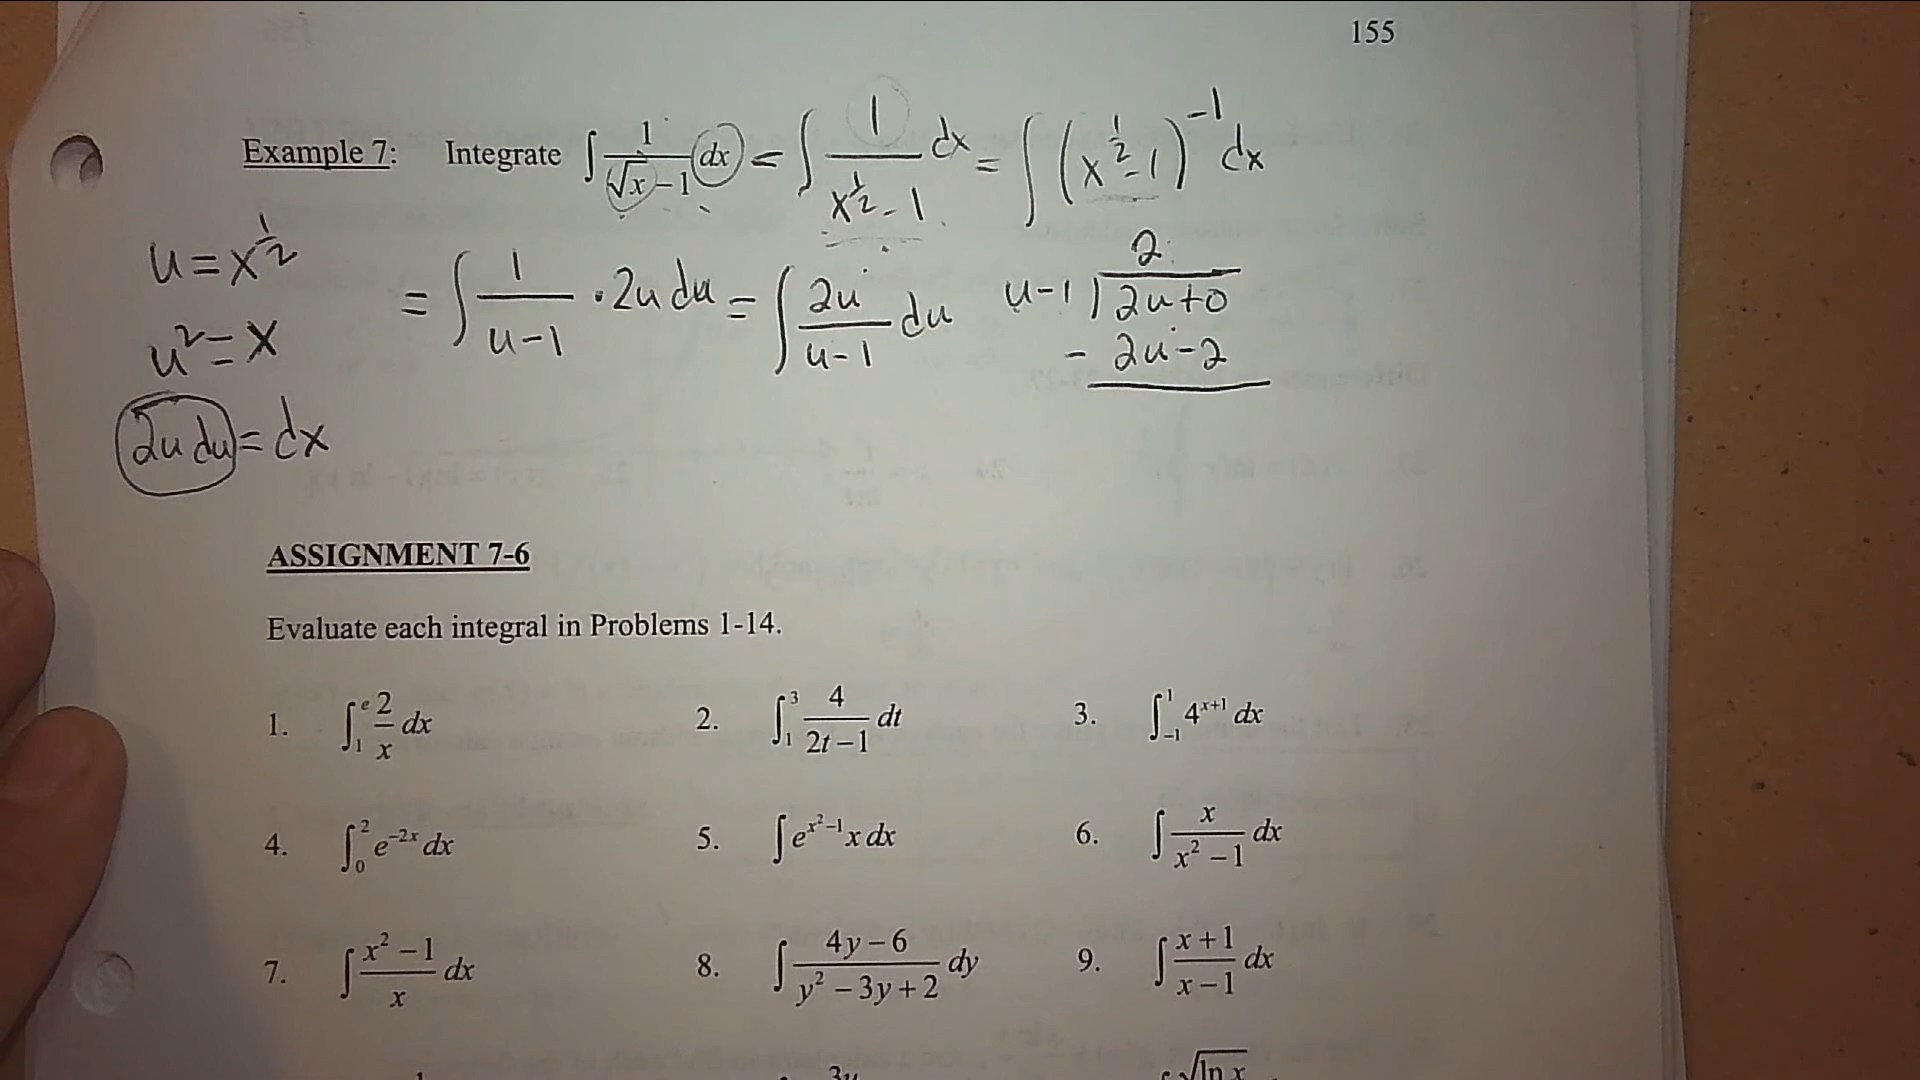 155
Example 7: Integrate ∫ 1/(√x − 1) dx = ∫ 1/(x^(1/2) − 1) dx = ∫ (x^(1/2) − 1)^(−1) dx
u = x^(1/2)
= ∫ 1/(u−1) · 2u du = ∫ 2u/(u−1) du
2
u−1 ) 2u+0
− 2u−2
u² = x
2u du = dx
ASSIGNMENT 7-6
Evaluate each integral in Problems 1-14.
1. ∫₁^e 2/x dx 2. ∫₁³ 4/(2t − 1) dt 3. ∫₋₁¹ 4^(x+1) dx
4. ∫₀² e^(−2x) dx 5. ∫ e^(x²−1) x dx 6. ∫ x/(x² − 1) dx
7. ∫ (x² − 1)/x dx 8. ∫ (4y − 6)/(y² − 3y + 2) dy 9. ∫ (x + 1)/(x − 1) dx
√ln x